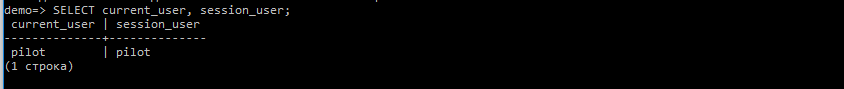 demo=> SELECT current_user, session_user;
 current_user | session_user
--------------+--------------
 pilot        | pilot
(1 строка)